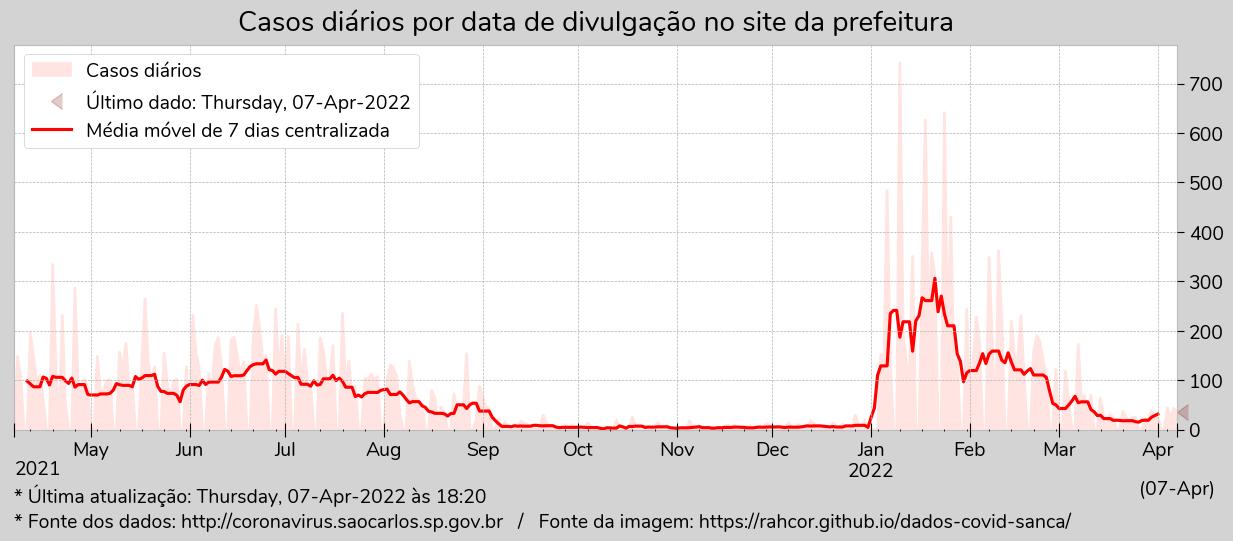 Casos diários por data de divulgação no site da prefeitura
Casos diários
Último dado: Thursday, 07-Apr-2022
Média móvel de 7 dias centralizada
700
600
500
400
300
200
100
0
May Jun Jul Aug Sep Oct Nov Dec Jan Feb Mar Apr
2021 2022
(07-Apr)
* Última atualização: Thursday, 07-Apr-2022 às 18:20
* Fonte dos dados: http://coronavirus.saocarlos.sp.gov.br / Fonte da imagem: https://rahcor.github.io/dados-covid-sanca/